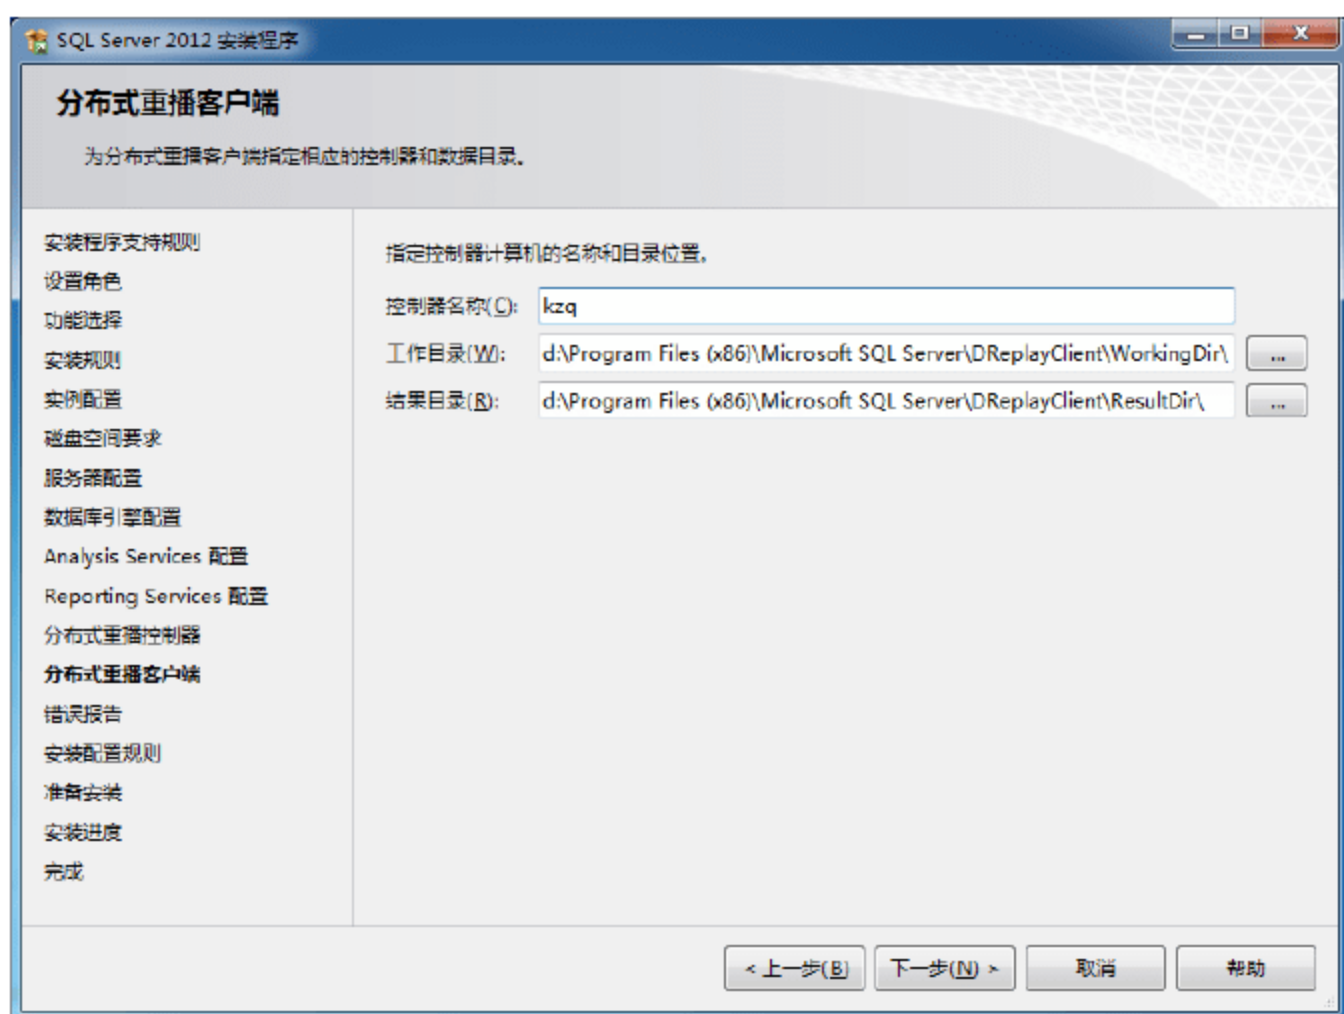 SQL Server 2012 安装程序
分布式重播客户端
为分布式重播客户端指定相应的控制器和数据目录。
安装程序支持规则
设置角色
功能选择
安装规则
实例配置
磁盘空间要求
服务器配置
数据库引擎配置
Analysis Services 配置
Reporting Services 配置
分布式重播控制器
分布式重播客户端
错误报告
安装配置规则
准备安装
安装进度
完成
指定控制器计算机的名称和目录位置。
控制器名称(C): kzq
工作目录(W): d:\Program Files (x86)\Microsoft SQL Server\DReplayClient\WorkingDir\ ...
结果目录(R): d:\Program Files (x86)\Microsoft SQL Server\DReplayClient\ResultDir\ ...
< 上一步(B) 下一步(N) > 取消 帮助